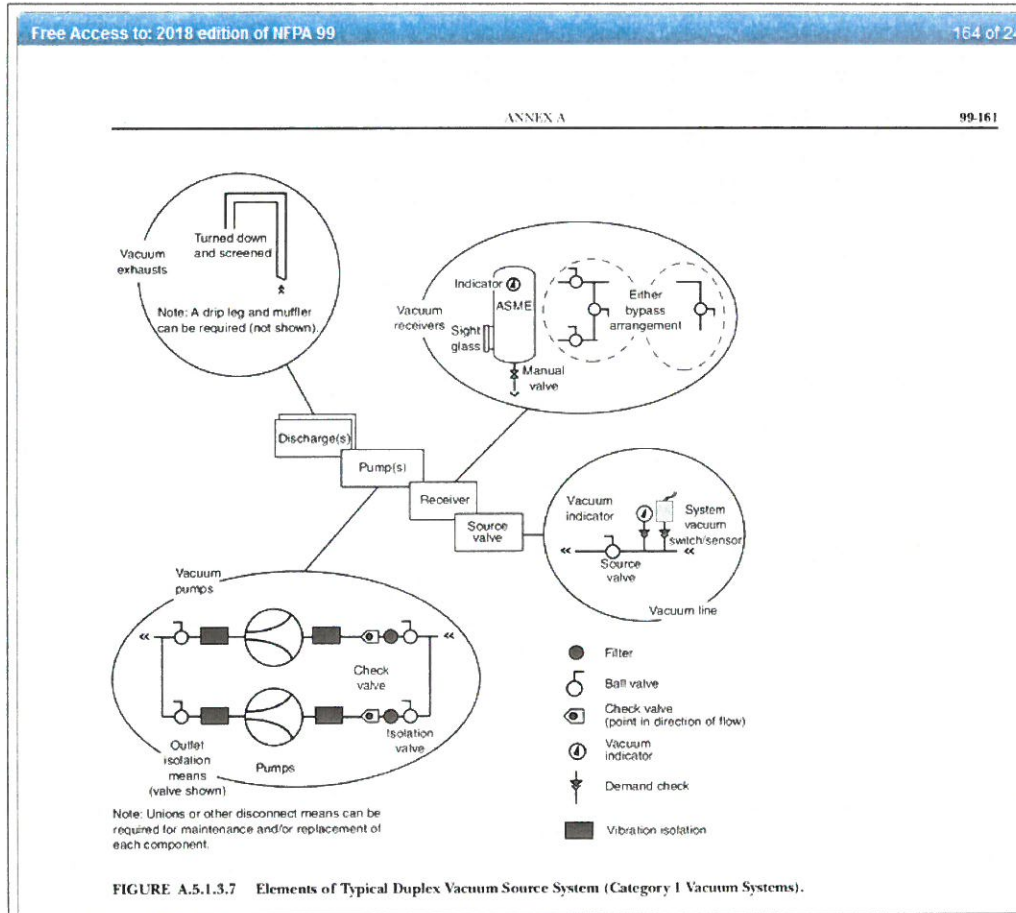 Free Access to: 2018 edition of NFPA 99
164 of 24
ANNEX A
99-161
Vacuum
exhausts
Turned down
and screened
Note: A drip leg and muffler
can be required (not shown).
Vacuum
receivers
Indicator
ASME
Sight
glass
Manual
valve
Either
bypass
arrangement
Discharge(s)
Pump(s)
Receiver
Source
valve
Vacuum
indicator
System
vacuum
switch/sensor
Source
valve
Vacuum line
Vacuum
pumps
Check
valve
Isolation
valve
Outlet
isolation
means
(valve shown)
Pumps
Note: Unions or other disconnect means can be
required for maintenance and/or replacement of
each component.
Filter
Ball valve
Check valve
(point in direction of flow)
Vacuum
indicator
Demand check
Vibration isolation
FIGURE A.5.1.3.7 Elements of Typical Duplex Vacuum Source System (Category 1 Vacuum Systems).